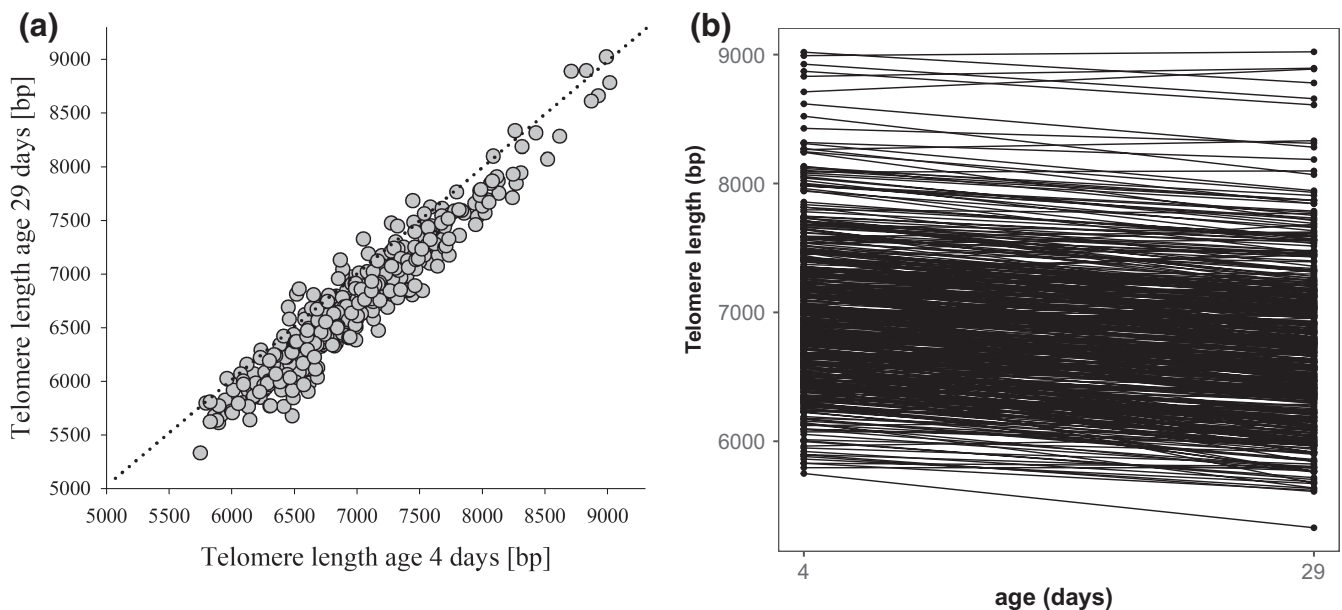 (a)
Telomere length age 29 days [bp]
9000
8500
8000
7500
7000
6500
6000
5500
5000
5000 5500 6000 6500 7000 7500 8000 8500 9000
Telomere length age 4 days [bp]
(b)
Telomere length (bp)
9000
8000
7000
6000
4 29
age (days)